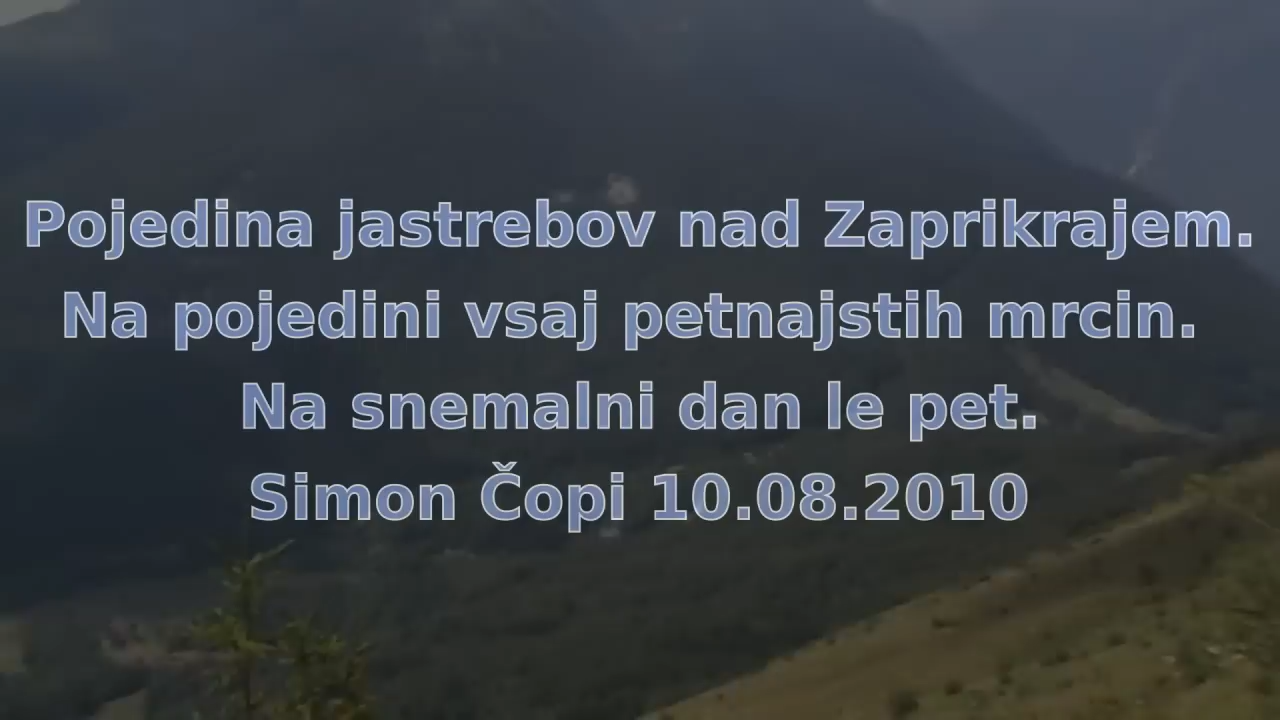 Pojedina jastrebov nad Zaprikrajem.
Na pojedini vsaj petnajstih mrcin.
Na snemalni dan le pet.
Simon Čopi 10.08.2010